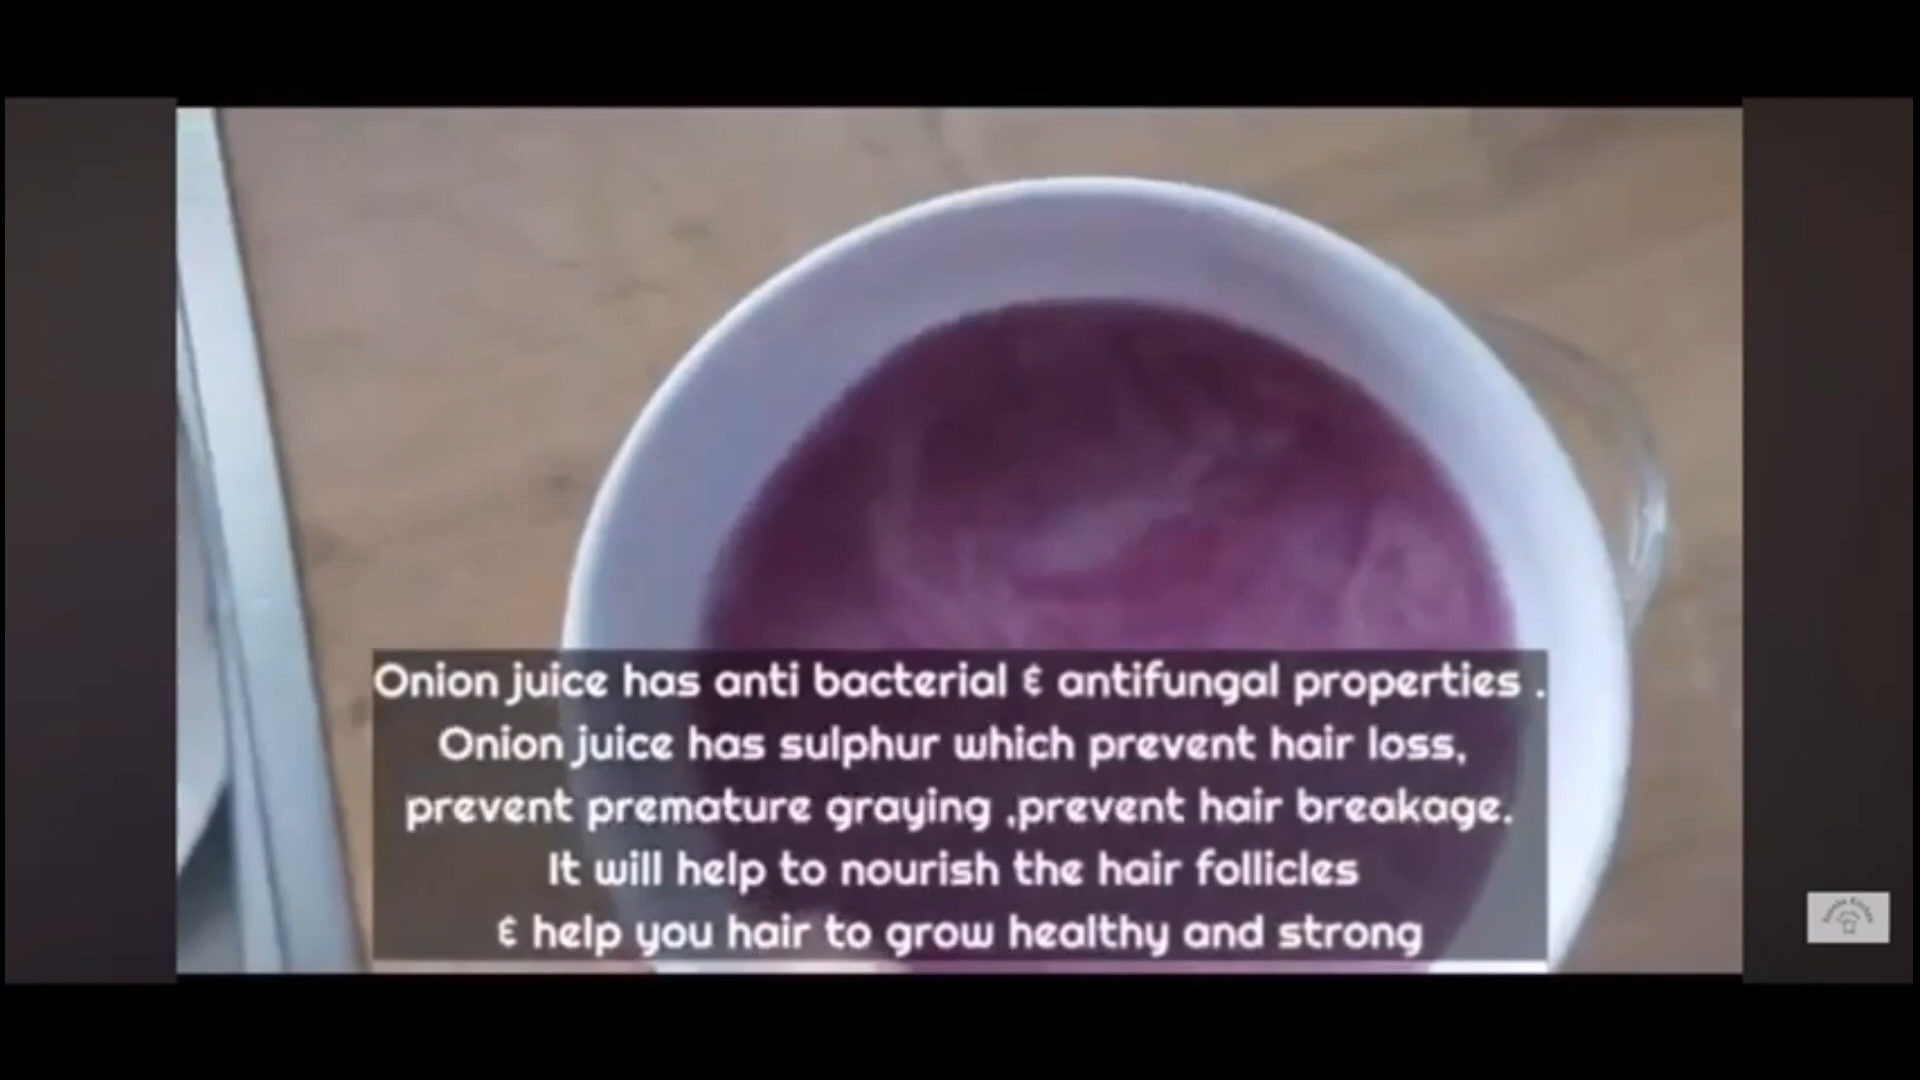 Onion juice has anti bacterial & antifungal properties .
Onion juice has sulphur which prevent hair loss,
prevent premature graying ,prevent hair breakage.
It will help to nourish the hair follicles
& help you hair to grow healthy and strong